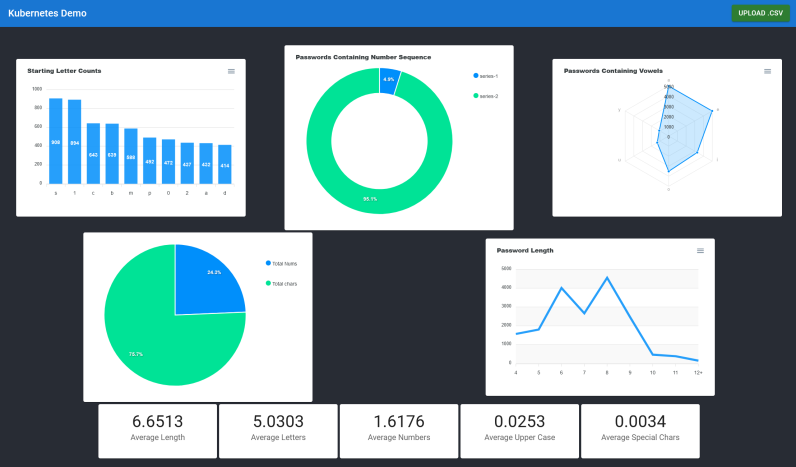 Kubernetes Demo
UPLOAD .CSV
Starting Letter Counts
1000
800
600
400
200
0
908
894
643
639
588
492
472
437
432
414
s
1
c
b
m
p
0
2
a
d
Passwords Containing Number Sequence
4.9%
95.1%
series-1
series-2
Passwords Containing Vowels
5000
4000
3000
2000
1000
0
24.3%
75.7%
Total Nums
Total chars
Password Length
5000
4000
3000
2000
1000
0
4
5
6
7
8
9
10
11
12+
6.6513
Average Length
5.0303
Average Letters
1.6176
Average Numbers
0.0253
Average Upper Case
0.0034
Average Special Chars